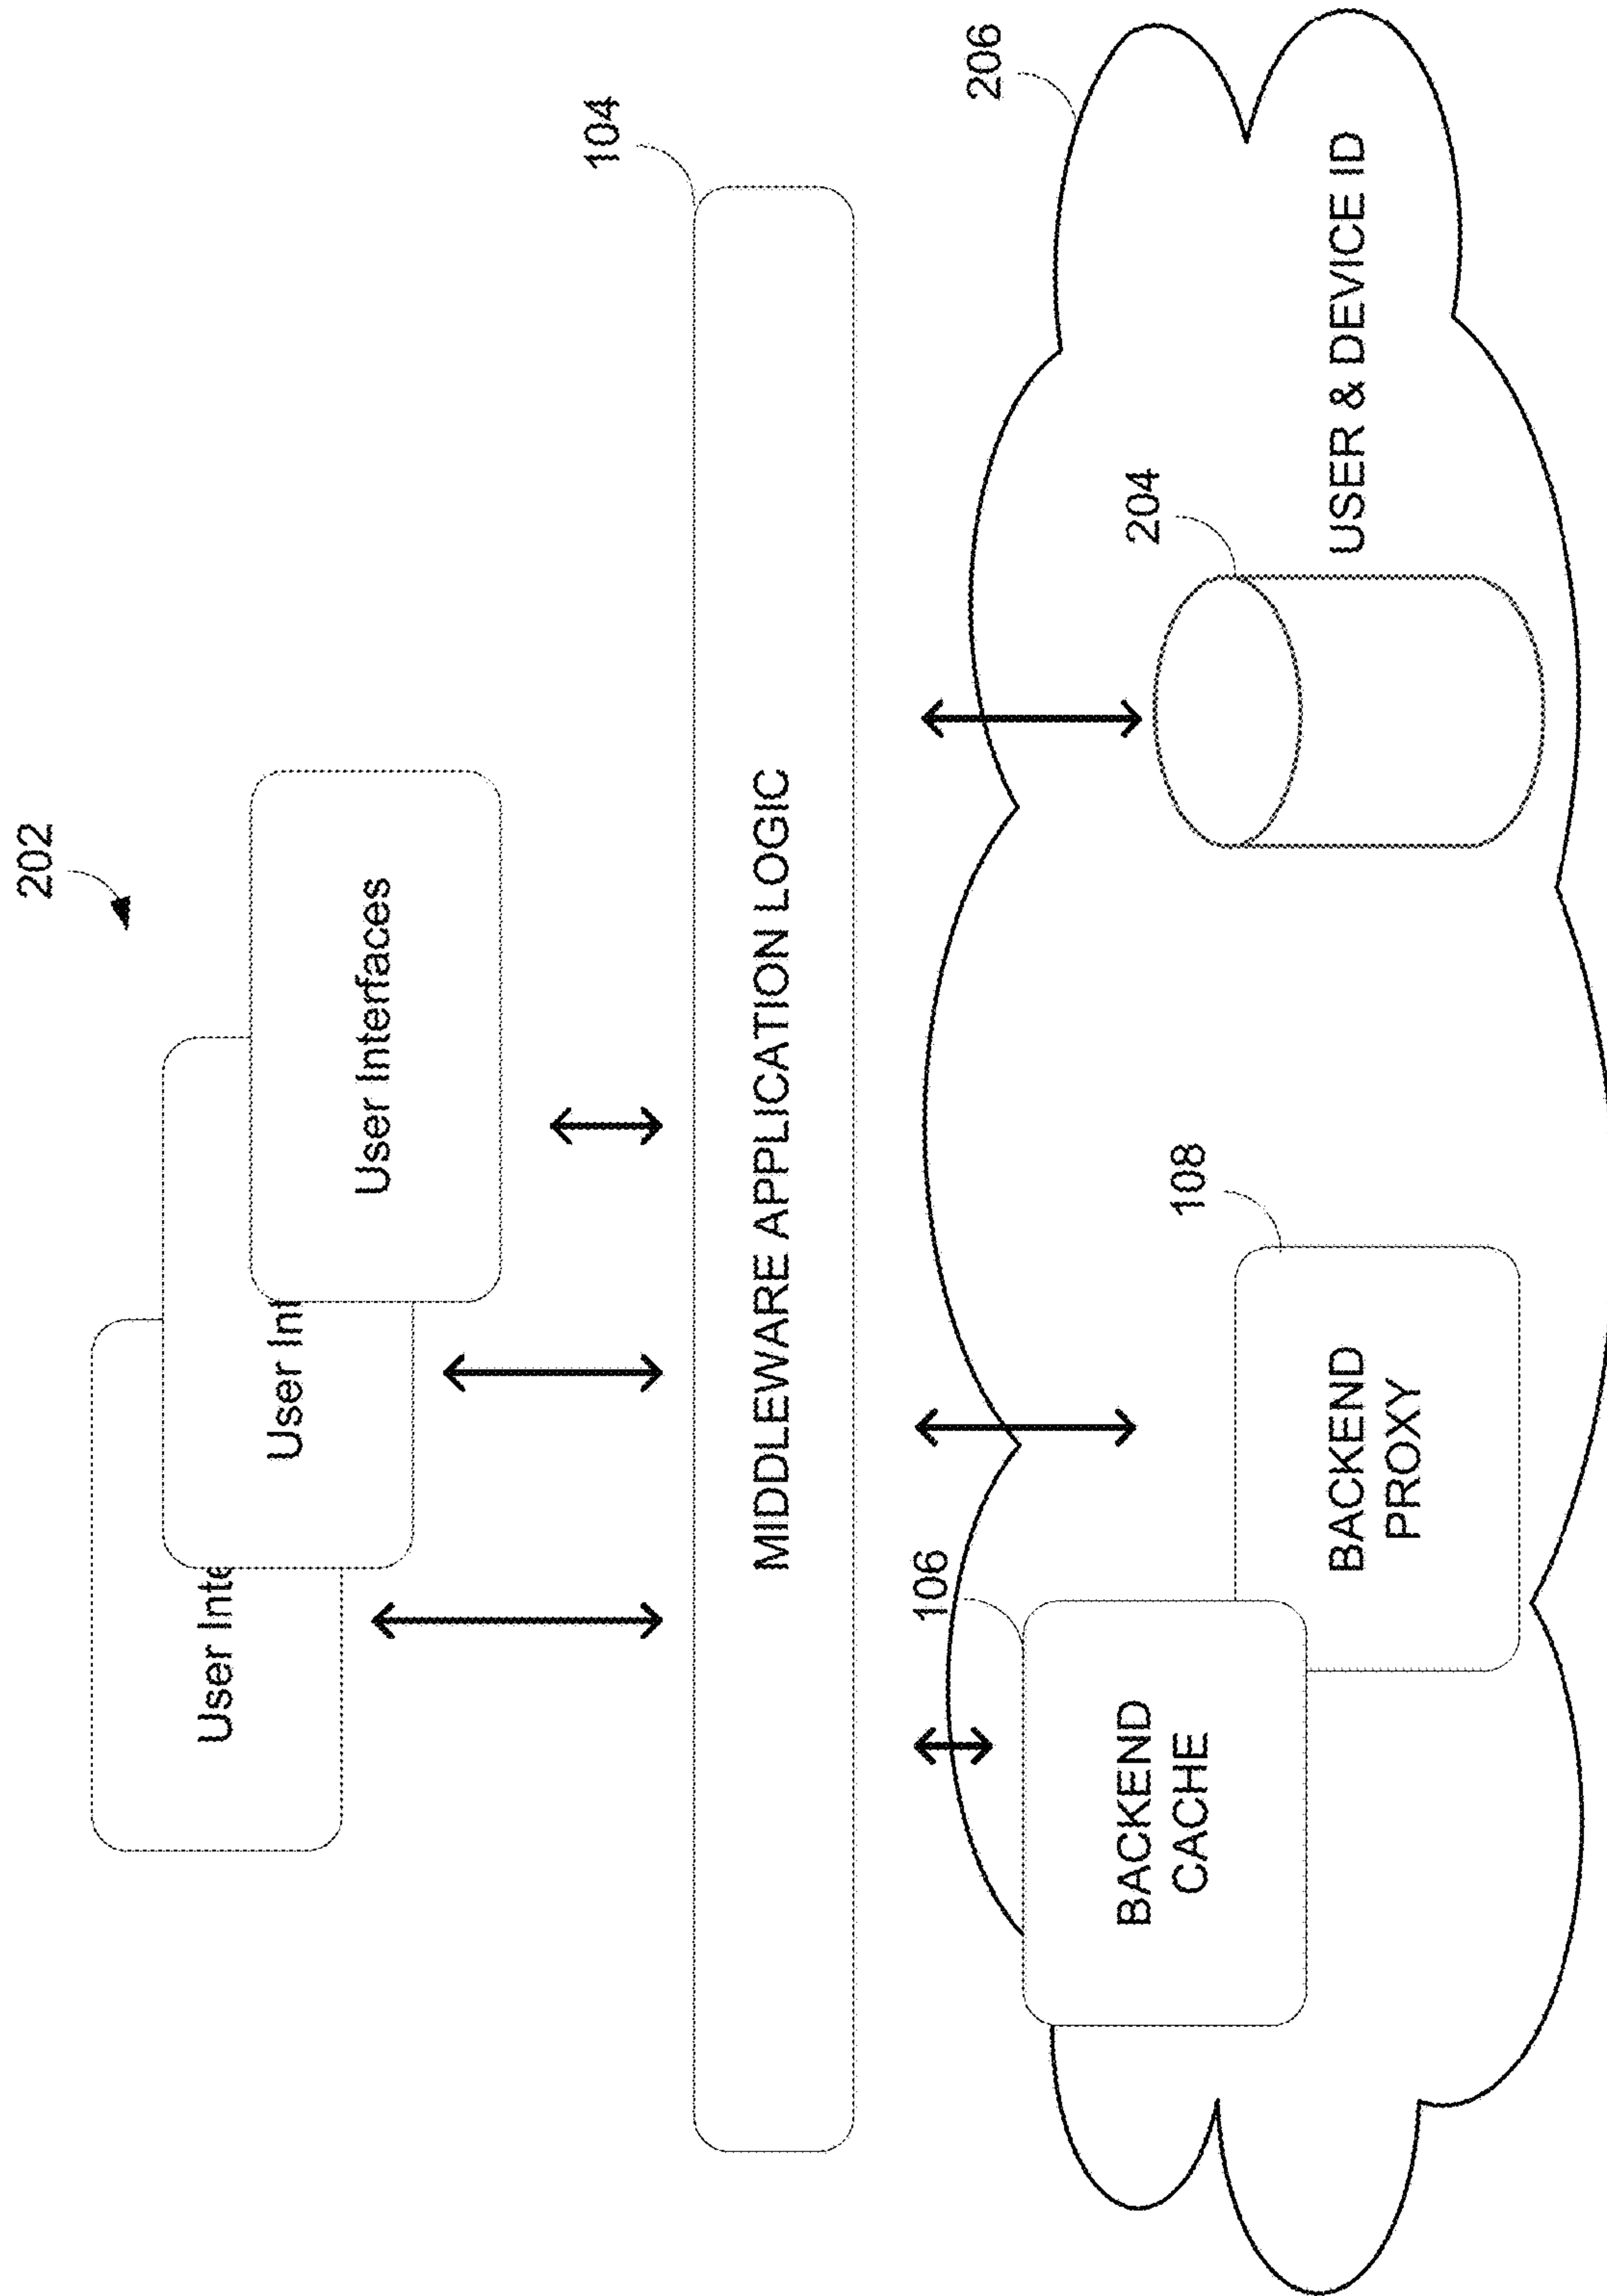 202
User Inte
User Int
User Interfaces
104
MIDDLEWARE APPLICATION LOGIC
206
106
BACKEND
CACHE
108
BACKEND
PROXY
204
USER & DEVICE ID